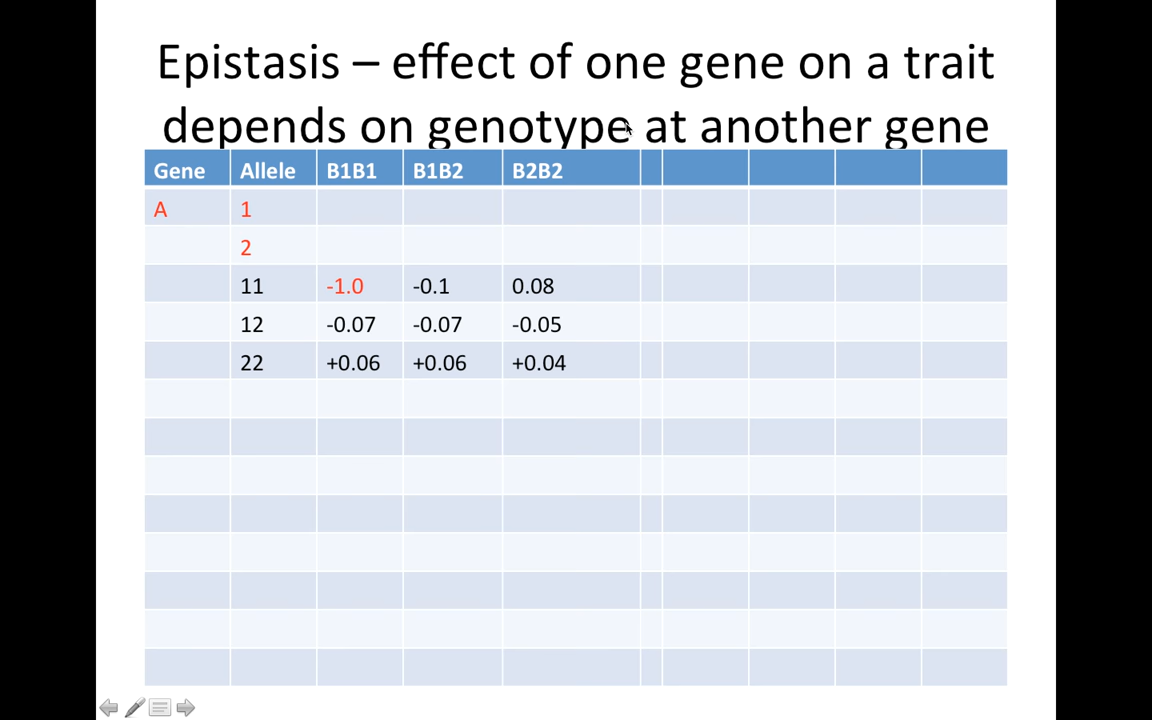 Epistasis – effect of one gene on a trait
depends on genotype at another gene
Gene Allele B1B1 B1B2 B2B2
A 1
2
11 -1.0 -0.1 0.08
12 -0.07 -0.07 -0.05
22 +0.06 +0.06 +0.04